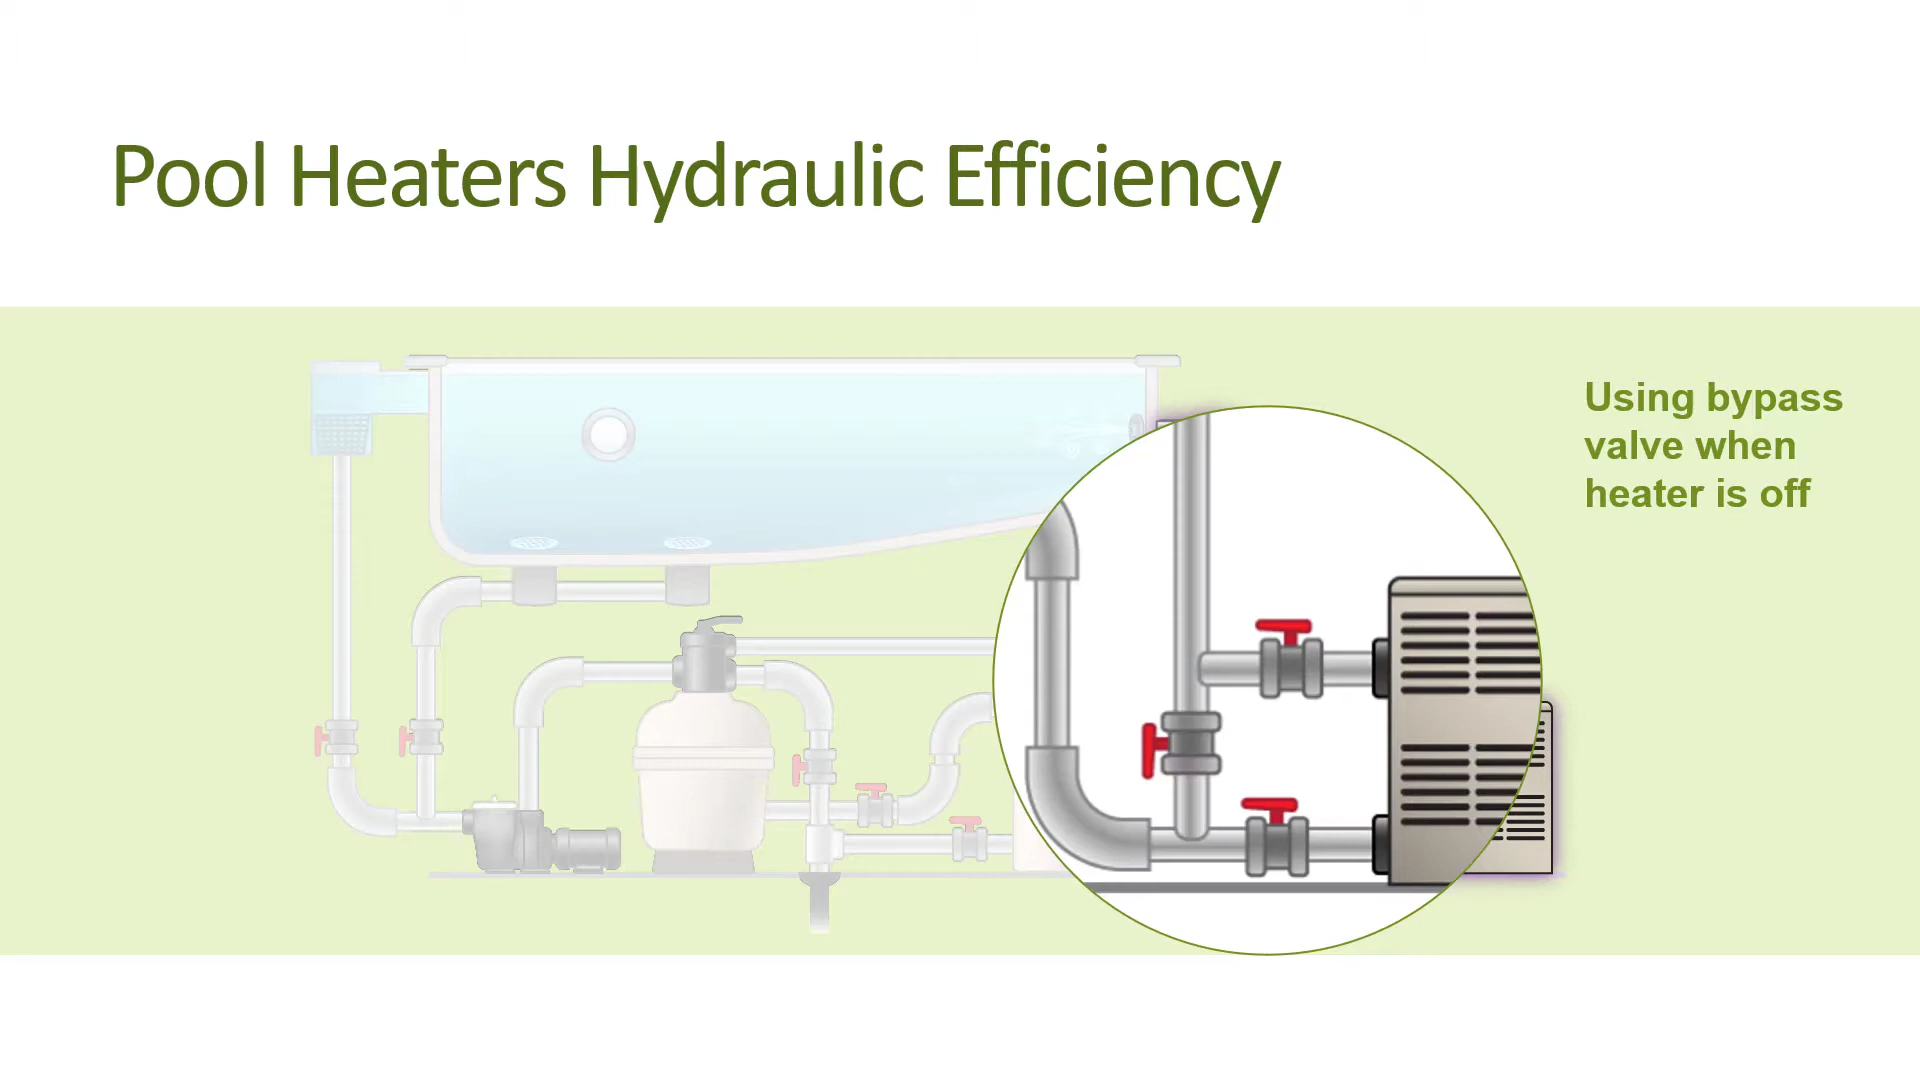 Pool Heaters Hydraulic Efficiency
Using bypass
valve when
heater is off